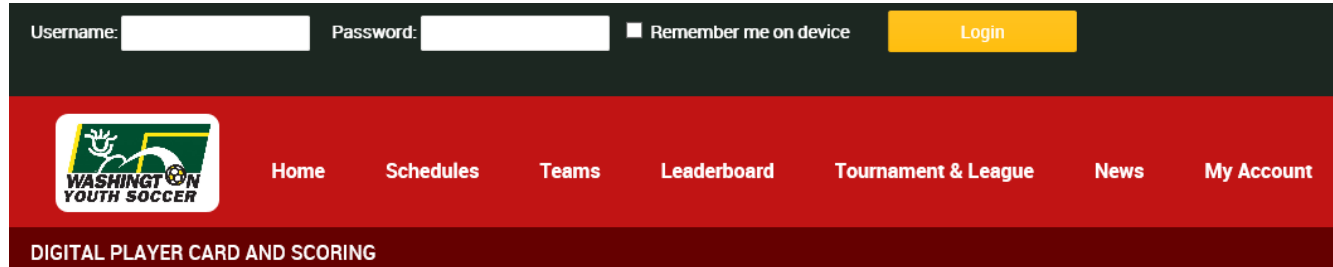 Username: Password: Remember me on device Login
WASHINGTON
YOUTH SOCCER
Home Schedules Teams Leaderboard Tournament & League News My Account
DIGITAL PLAYER CARD AND SCORING